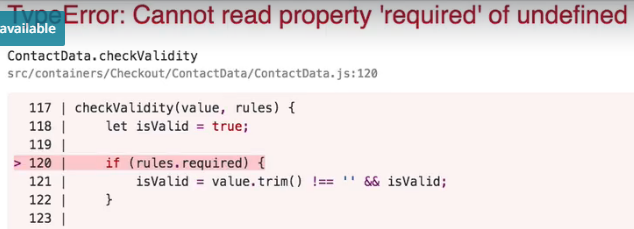 TypeError: Cannot read property 'required' of undefined
available
ContactData.checkValidity
src/containers/Checkout/ContactData/ContactData.js:120
117 | checkValidity(value, rules) {
118 |     let isValid = true;
119 |
> 120 |     if (rules.required) {
121 |         isValid = value.trim() !== '' && isValid;
122 |     }
123 |